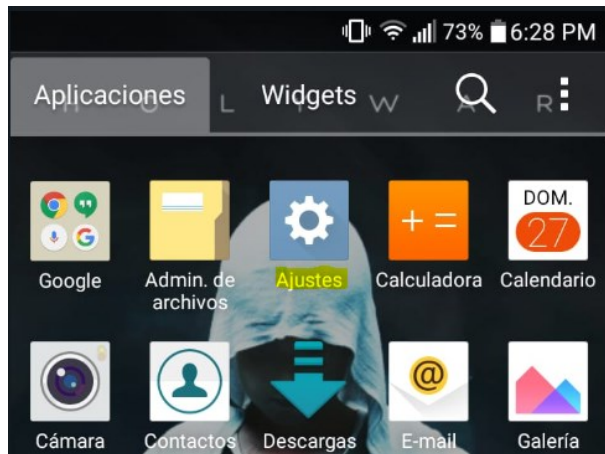 73% 6:28 PM
Aplicaciones Widgets
L W R
DOM.
27
Google Admin. de archivos Ajustes Calculadora Calendario
@
Cámara Contactos Descargas E-mail Galería